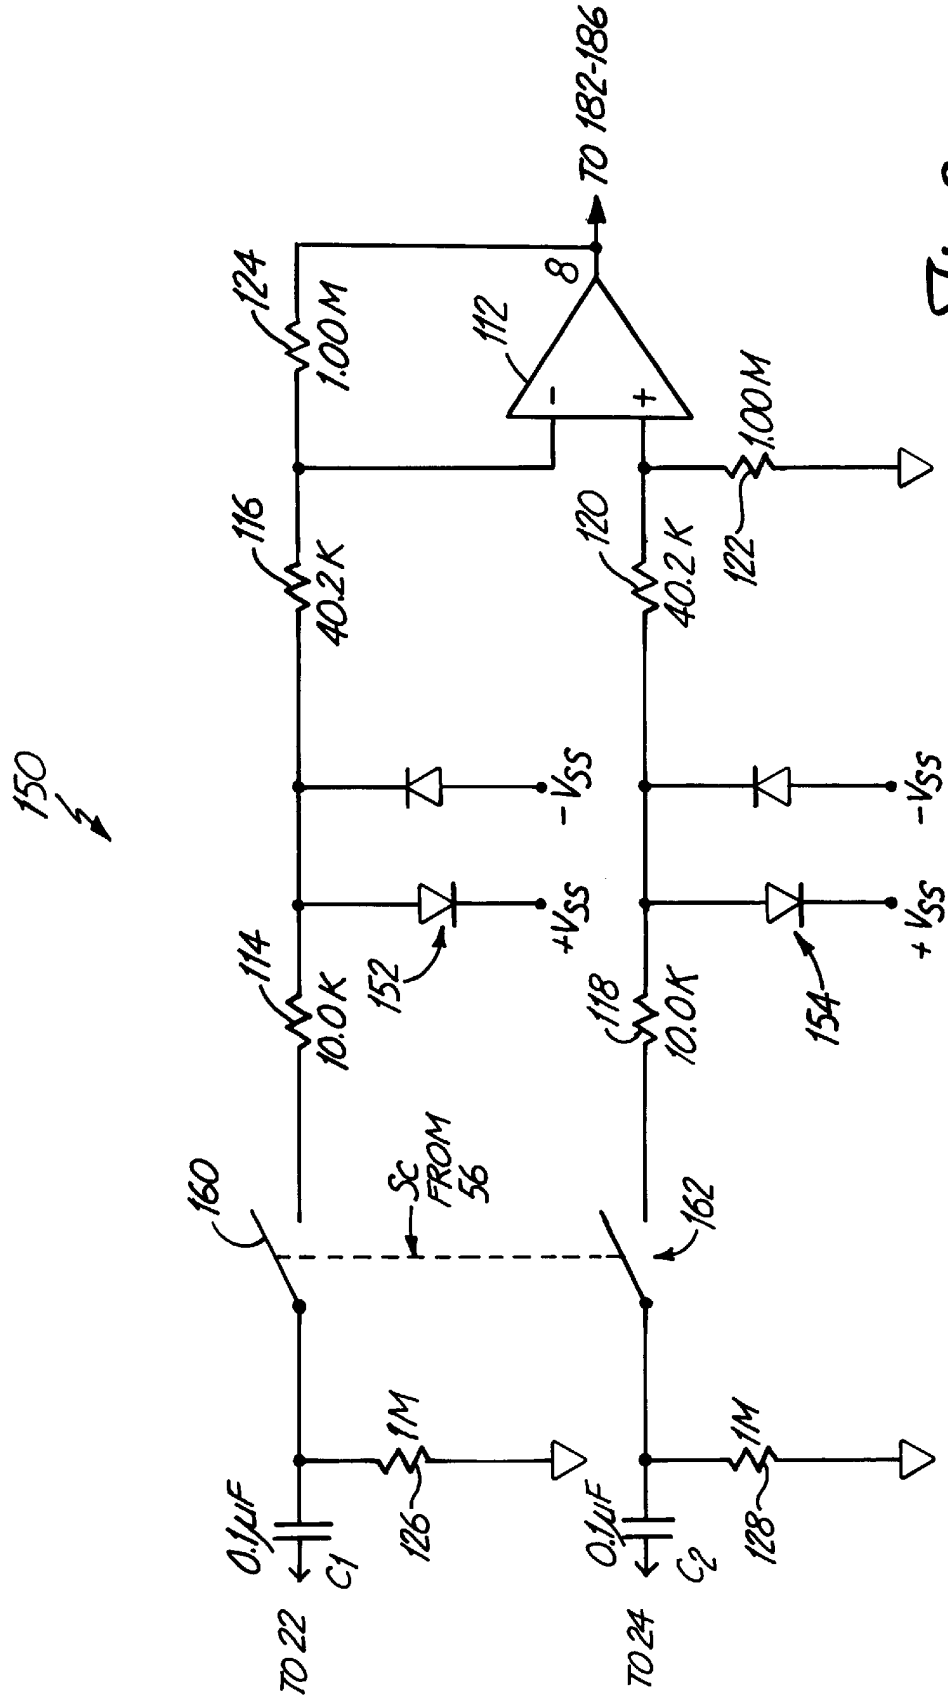 150
160
114
10.0K
116
40.2K
124
1.00M
0.1µF
C1
TO 22
126
1M
152
+VSS
-VSS
112
-
+
8
TO 182-186
SC
FROM
56
162
118
10.0K
120
40.2K
122
1.00M
0.1µF
C2
TO 24
128
1M
154
+VSS
-VSS